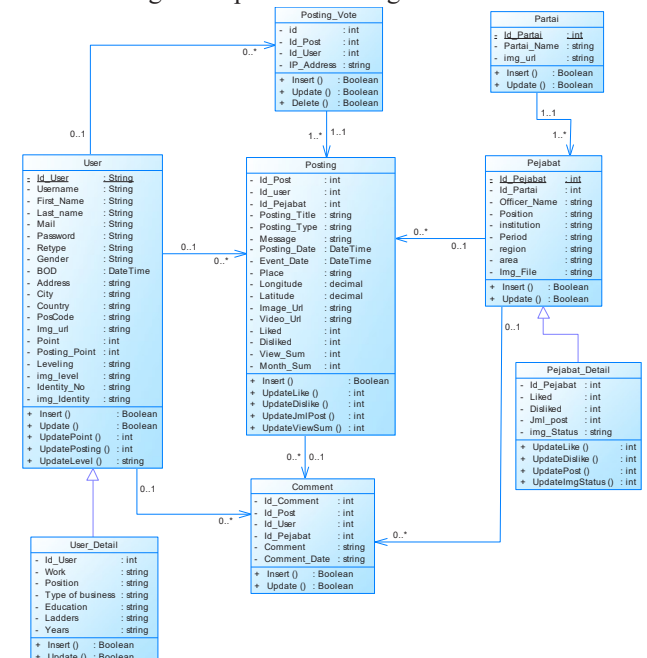 Posting_Vote
- id : int
- Id_Post : int
- Id_User : int
- IP_Address : string
+ Insert () : Boolean
+ Update () : Boolean
+ Delete () : Boolean
Partai
- Id_Partai : int
- Partai_Name : string
- img_url : string
+ Insert () : Boolean
+ Update () : Boolean
0..*
0..1
1..*
1..1
1..1
1..*
User
- Id_User : String
- Username : String
- First_Name : String
- Last_name : String
- Mail : String
- Password : String
- Retype : String
- Gender : String
- BOD : DateTime
- Address : string
- City : string
- Country : string
- PosCode : string
- Img_url : string
- Point : int
- Posting_Point : int
- Leveling : string
- img_level : string
- Identity_No : string
- img_Identity : string
+ Insert () : Boolean
+ Update () : Boolean
+ UpdatePoint () : int
+ UpdatePosting () : int
+ UpdateLevel () : string
0..1
0..*
Posting
- Id_Post : int
- Id_user : int
- Id_Pejabat : int
- Posting_Title : string
- Posting_Type : string
- Message : string
- Posting_Date : DateTime
- Event_Date : DateTime
- Place : string
- Longitude : decimal
- Latitude : decimal
- Image_Url : string
- Video_Url : string
- Liked : int
- Disliked : int
- View_Sum : int
- Month_Sum : int
+ Insert () : Boolean
+ UpdateLike () : int
+ UpdateDislike () : int
+ UpdateJmlPost () : int
+ UpdateViewSum () : int
0..*
0..1
Pejabat
- Id_Pejabat : int
- Id_Partai : int
- Officer_Name : string
- Position : string
- institution : string
- Period : string
- region : string
- area : string
- Img_File : string
+ Insert () : Boolean
+ Update () : Boolean
0..1
Pejabat_Detail
- Id_Pejabat : int
- Liked : int
- Disliked : int
- Jml_post : int
- img_Status : string
+ UpdateLike () : int
+ UpdateDislike () : int
+ UpdatePost () : int
+ UpdateImgStatus () : int
0..* 0..1
0..1
0..*
0..*
Comment
- Id_Comment : int
- Id_Post : int
- Id_User : int
- Id_Pejabat : int
- Comment : string
- Comment_Date : string
+ Insert () : Boolean
+ Update () : Boolean
User_Detail
- Id_User : int
- Work : string
- Position : string
- Type of business : string
- Education : string
- Ladders : string
- Years : string
+ Insert () : Boolean
+ Update () : Boolean